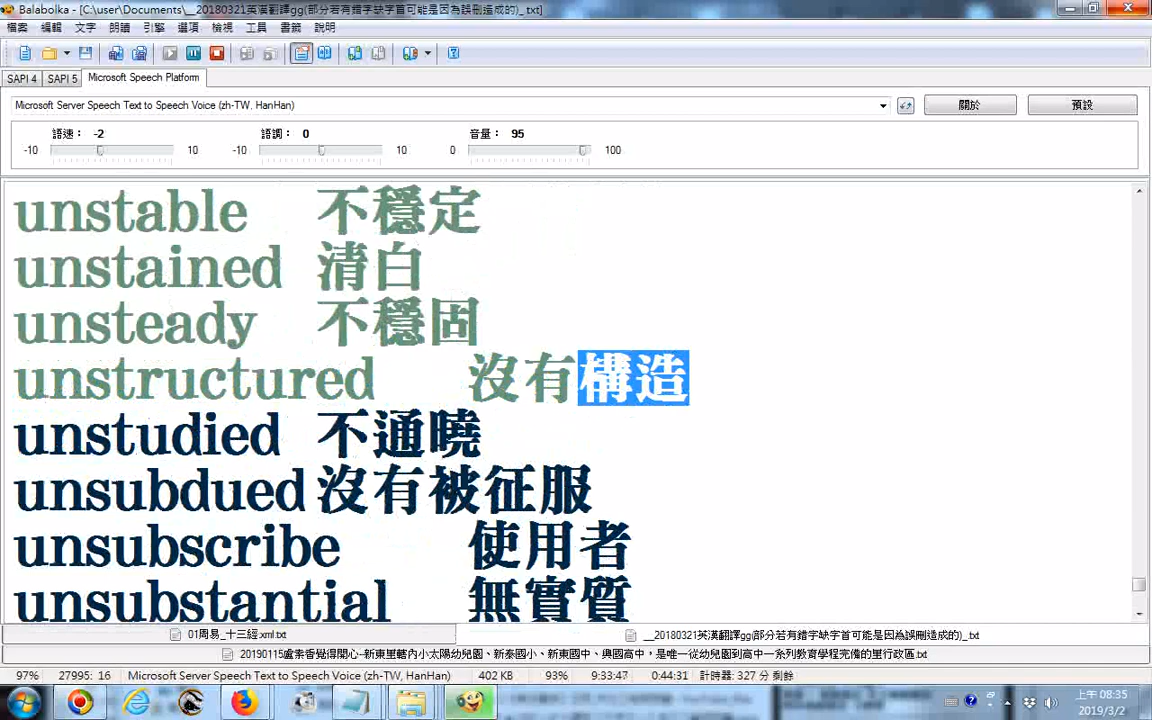 Balabolka - [C:\user\Documents\__20180321英漢翻譯gg(部分若有錯字缺字首可能是因為誤刪造成的)_.txt]
檔案 編輯 文字 朗讀 引擎 選項 檢視 工具 書籤 說明
SAPI 4 SAPI 5 Microsoft Speech Platform
Microsoft Server Speech Text to Speech Voice (zh-TW, HanHan) 關於 預設
語速： -2 語調： 0 音量： 95
-10 10 -10 10 0 100
unstable 不穩定
unstained 清白
unsteady 不穩固
unstructured 沒有構造
unstudied 不通曉
unsubdued 沒有被征服
unsubscribe 使用者
unsubstantial 無實質
01周易_十三經.xml.txt __20180321英漢翻譯gg(部分若有錯字缺字首可能是因為誤刪造成的)_.txt
20190115盧素香覺得開心-新東里轄內小太陽幼兒園、新泰國小、新東國中、興國高中，是唯一從幼兒園到高中一系列教育學程完備的里行政區.txt
97% 27995: 16 Microsoft Server Speech Text to Speech Voice (zh-TW, HanHan) 402 KB 93% 9:33:47 0:44:31 計時器: 327 分 剩餘
上午 08:35
2019/3/2